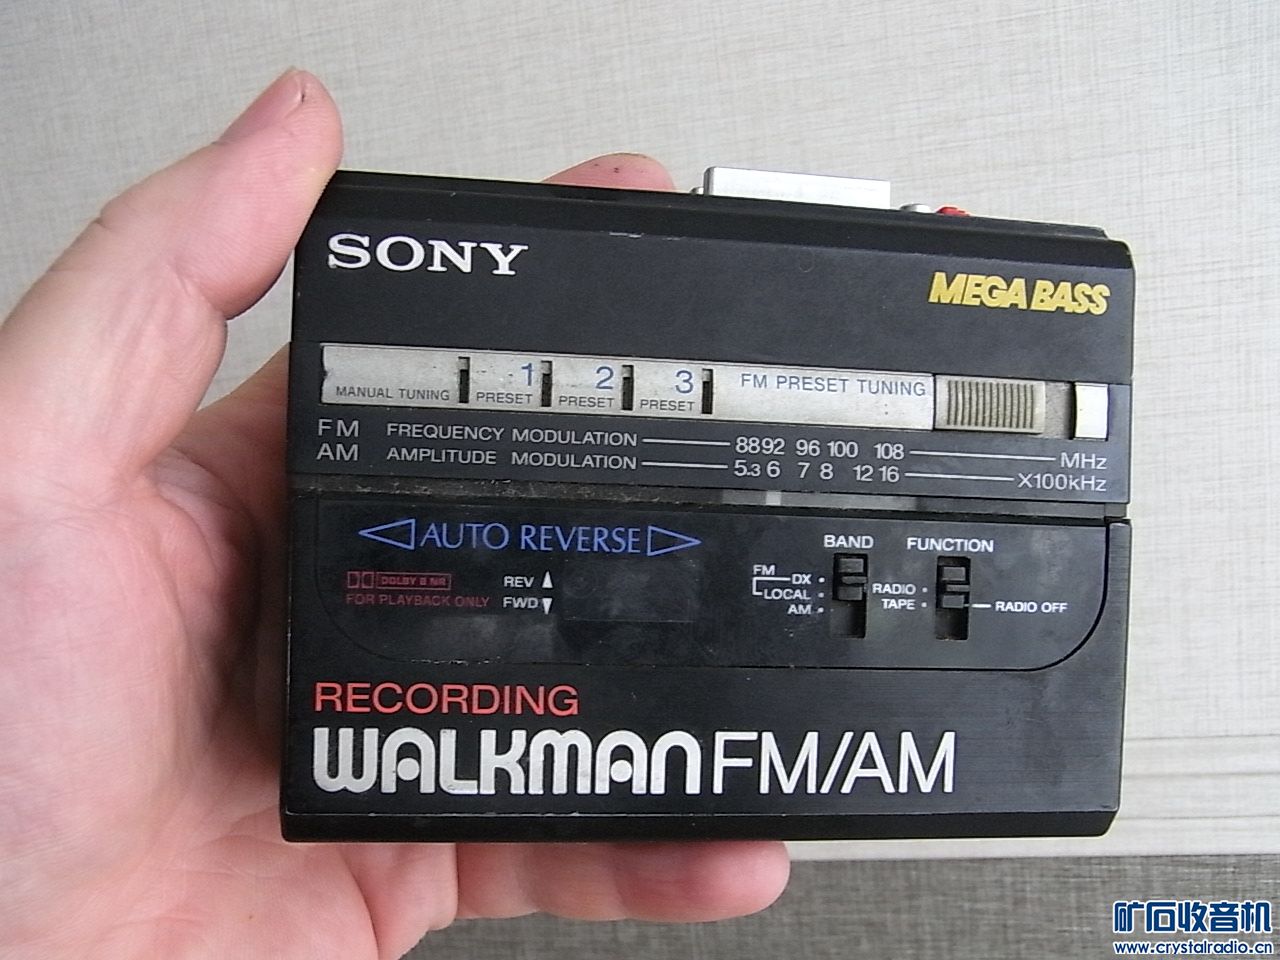 SONY
MEGA BASS
MANUAL TUNING
1 PRESET
2 PRESET
3 PRESET
FM PRESET TUNING
FM FREQUENCY MODULATION 88 92 96 100 108 MHz
AM AMPLITUDE MODULATION 5.3 6 7 8 12 16 X100kHz
AUTO REVERSE
DOLBY B NR
FOR PLAYBACK ONLY
REV
FWD
BAND
FM
DX
LOCAL
AM
FUNCTION
RADIO
TAPE
RADIO OFF
RECORDING
WALKMAN FM/AM
矿石收音机
www.crystalradio.cn